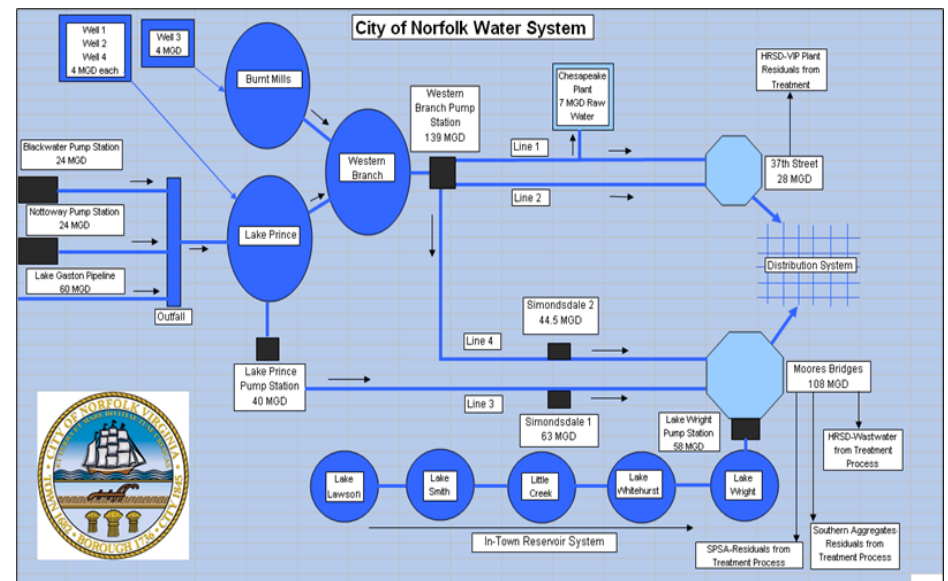 City of Norfolk Water System
Well 1
Well 2
Well 4
4 MGD each
Well 3
4 MGD
Burnt Mills
Western
Branch Pump
Station
139 MGD
Chesapeake
Plant
7 MGD Raw
Water
HRSD-VIP Plant
Residuals from
Treatment
Blackwater Pump Station
24 MGD
Western
Branch
Line 1
Line 2
37th Street
28 MGD
Nottoway Pump Station
24 MGD
Lake Prince
Lake Gaston Pipeline
60 MGD
Outfall
Distribution System
Simondsdale 2
44.5 MGD
Line 4
Lake Prince
Pump Station
40 MGD
Line 3
Simondsdale 1
63 MGD
Moores Bridges
108 MGD
Lake Wright
Pump Station
58 MGD
HRSD-Wastwater
from Treatment
Process
Lake
Lawson
Lake
Smith
Little
Creek
Lake
Whitehurst
Lake
Wright
In-Town Reservoir System
SPSA-Residuals from
Treatment Process
Southern Aggregates
Residuals from
Treatment Process
CITY OF NORFOLK VIRGINIA
ET MARE DIVITIAE TUAE
TOWN 1682 • BOROUGH 1736 • CITY 1845
CRESCAS